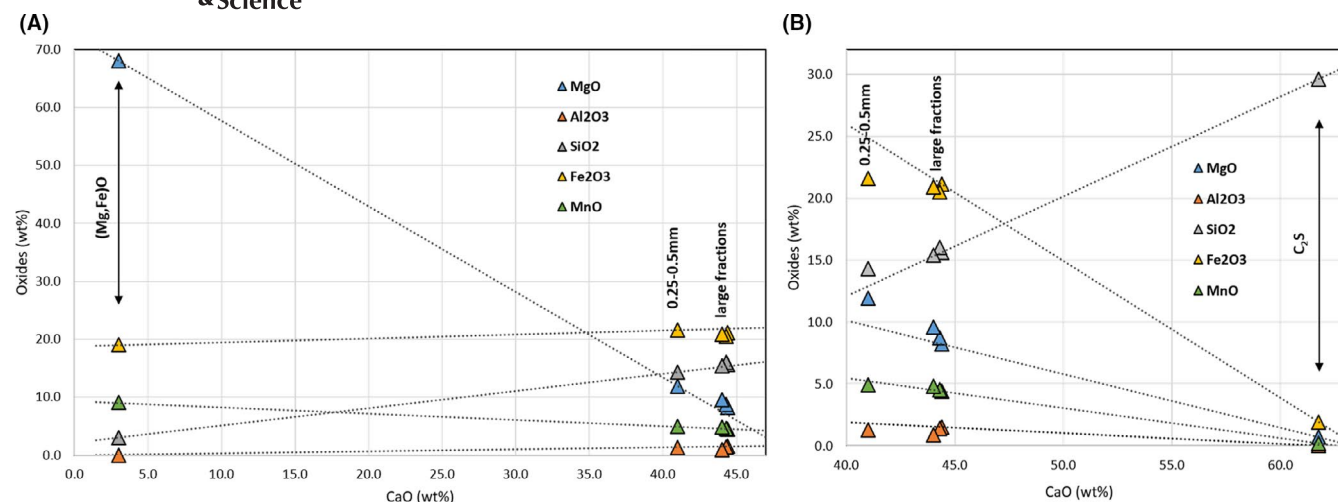 &Science
(A)
70.0
60.0
50.0
40.0
30.0
20.0
10.0
0.0
0.0
5.0
10.0
15.0
20.0
25.0
30.0
35.0
40.0
45.0
Oxides (wt%)
CaO (wt%)
(Mg,Fe)O
MgO
Al2O3
SiO2
Fe2O3
MnO
0.25-0.5mm
large fractions
(B)
30.0
25.0
20.0
15.0
10.0
5.0
0.0
40.0
45.0
50.0
55.0
60.0
Oxides (wt%)
CaO (wt%)
0.25-0.5mm
large fractions
MgO
Al2O3
SiO2
Fe2O3
MnO
C₂S